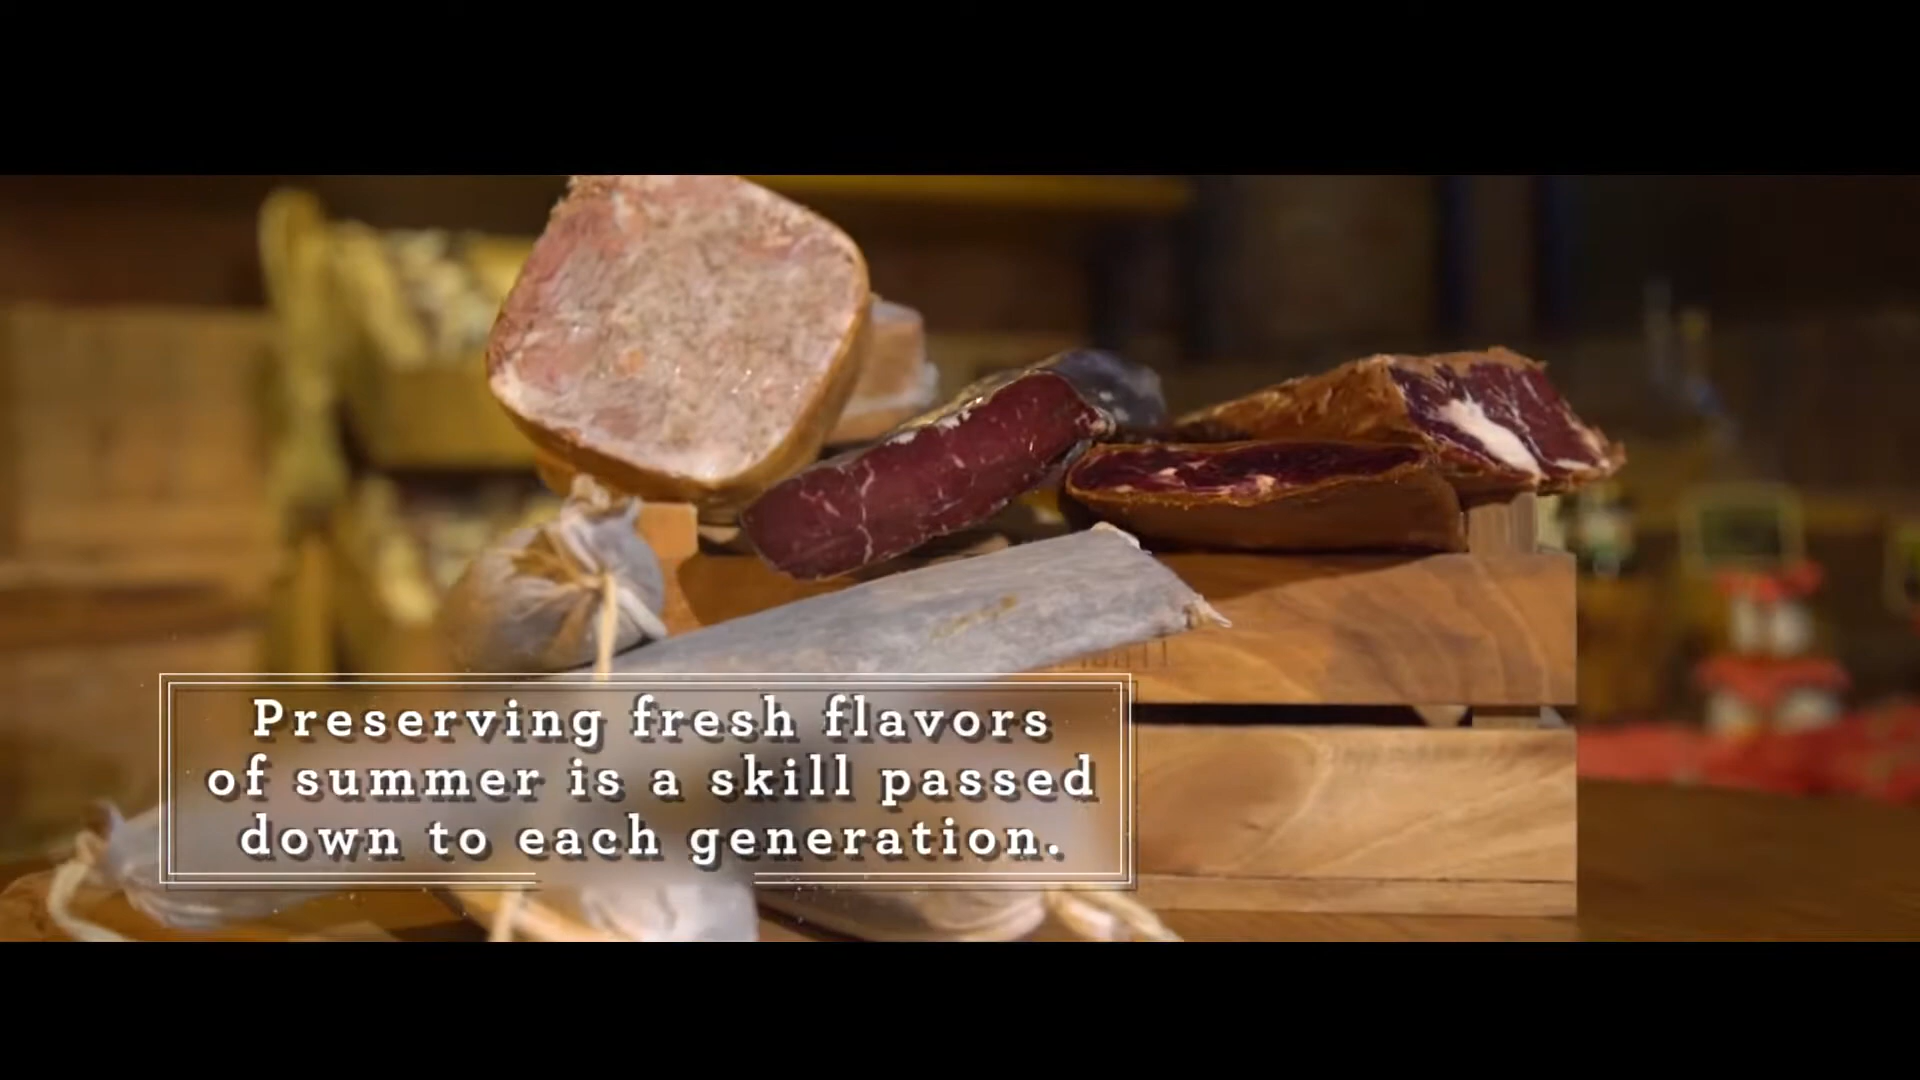 Preserving fresh flavors
of summer is a skill passed
down to each generation.